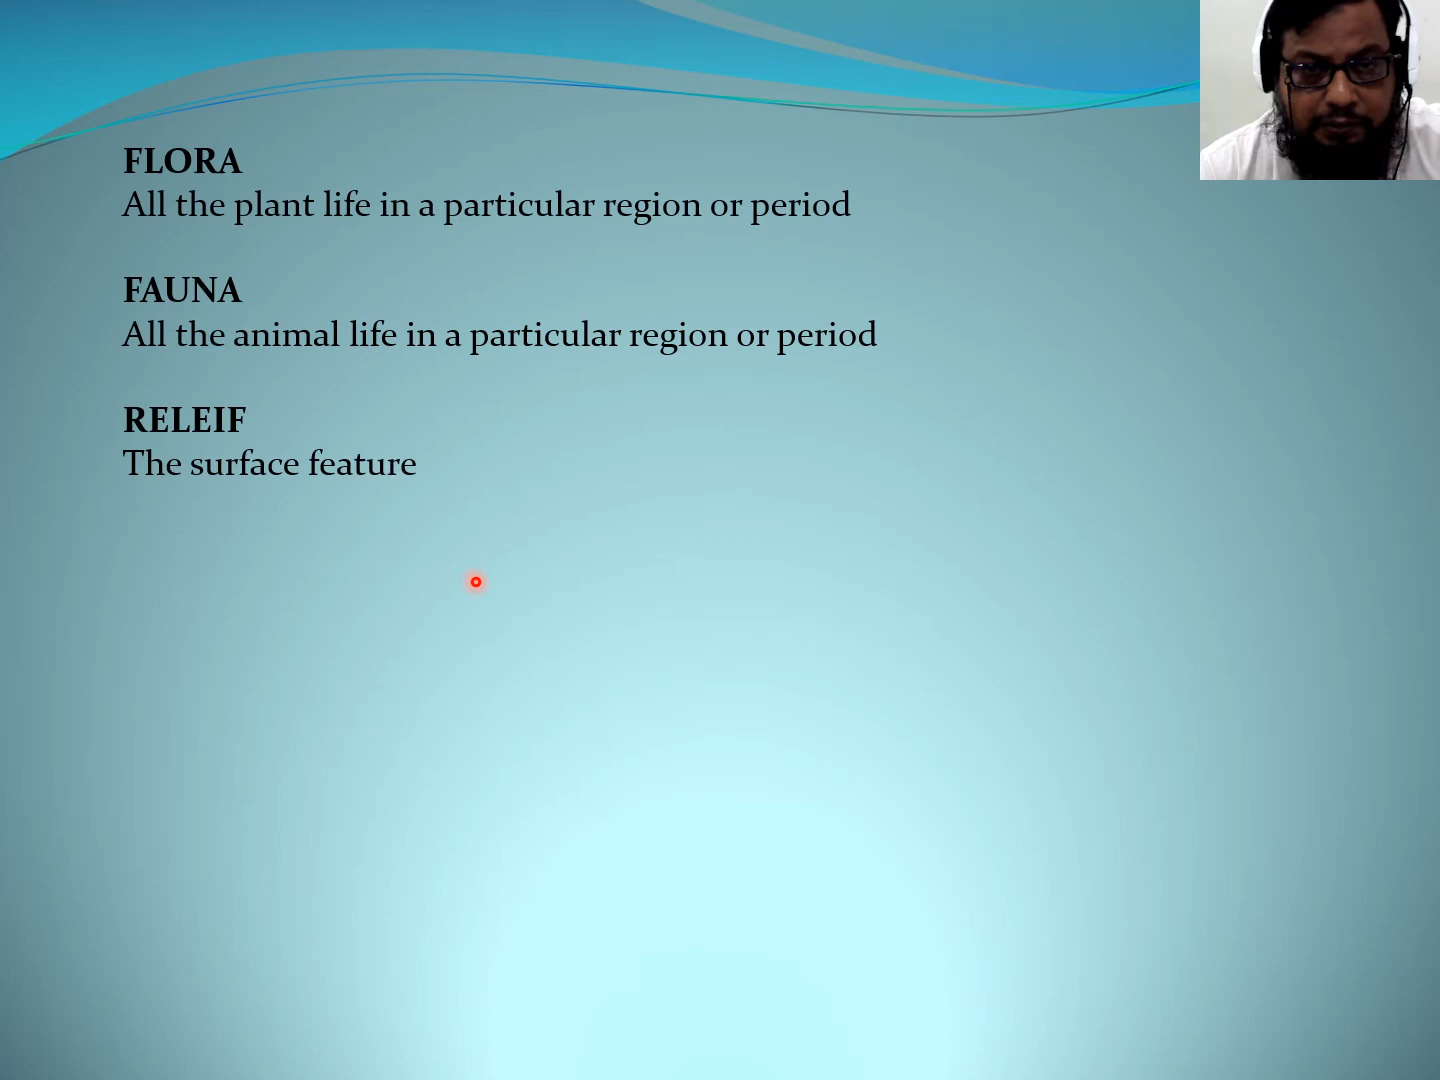 FLORA
All the plant life in a particular region or period
FAUNA
All the animal life in a particular region or period
RELEIF
The surface feature